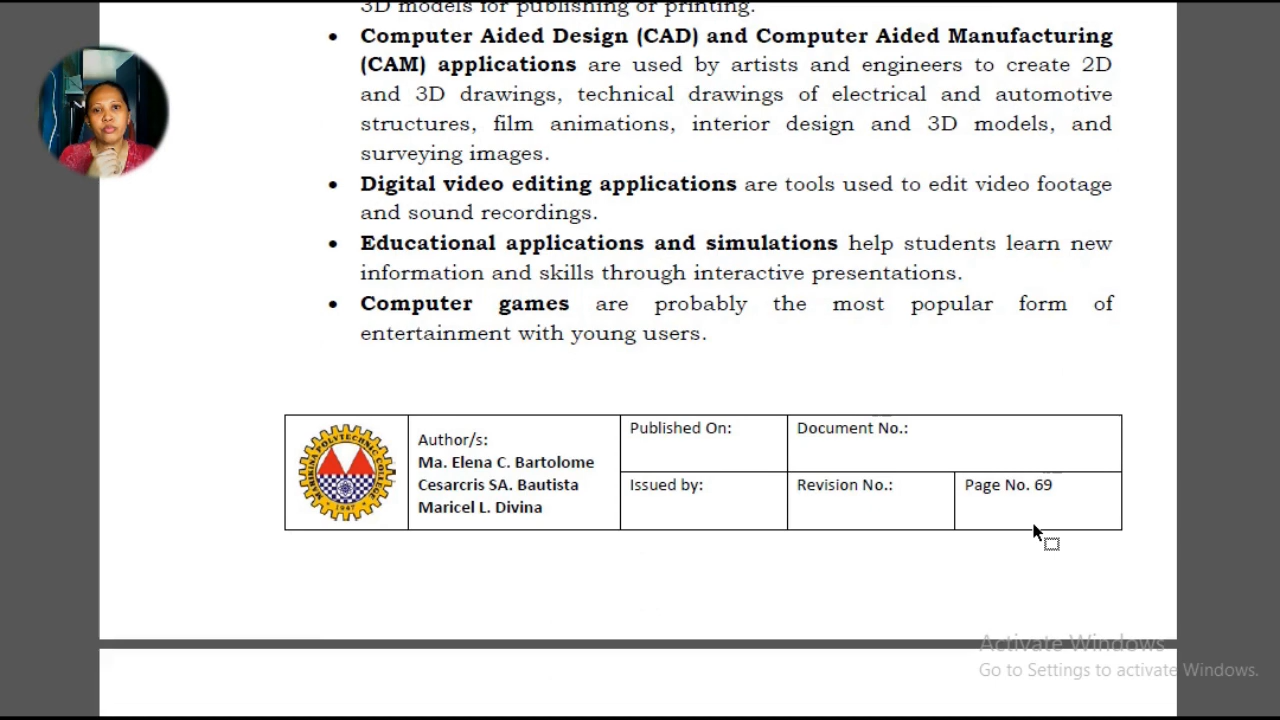 3D models for publishing or printing.
• Computer Aided Design (CAD) and Computer Aided Manufacturing
(CAM) applications are used by artists and engineers to create 2D
and 3D drawings, technical drawings of electrical and automotive
structures, film animations, interior design and 3D models, and
surveying images.
• Digital video editing applications are tools used to edit video footage
and sound recordings.
• Educational applications and simulations help students learn new
information and skills through interactive presentations.
• Computer games are probably the most popular form of
entertainment with young users.
MARIKINA POLYTECHNIC COLLEGE
1947
Author/s:
Ma. Elena C. Bartolome
Cesarcris SA. Bautista
Maricel L. Divina
Published On:
Document No.:
Issued by:
Revision No.:
Page No. 69
Activate Windows
Go to Settings to activate Windows.